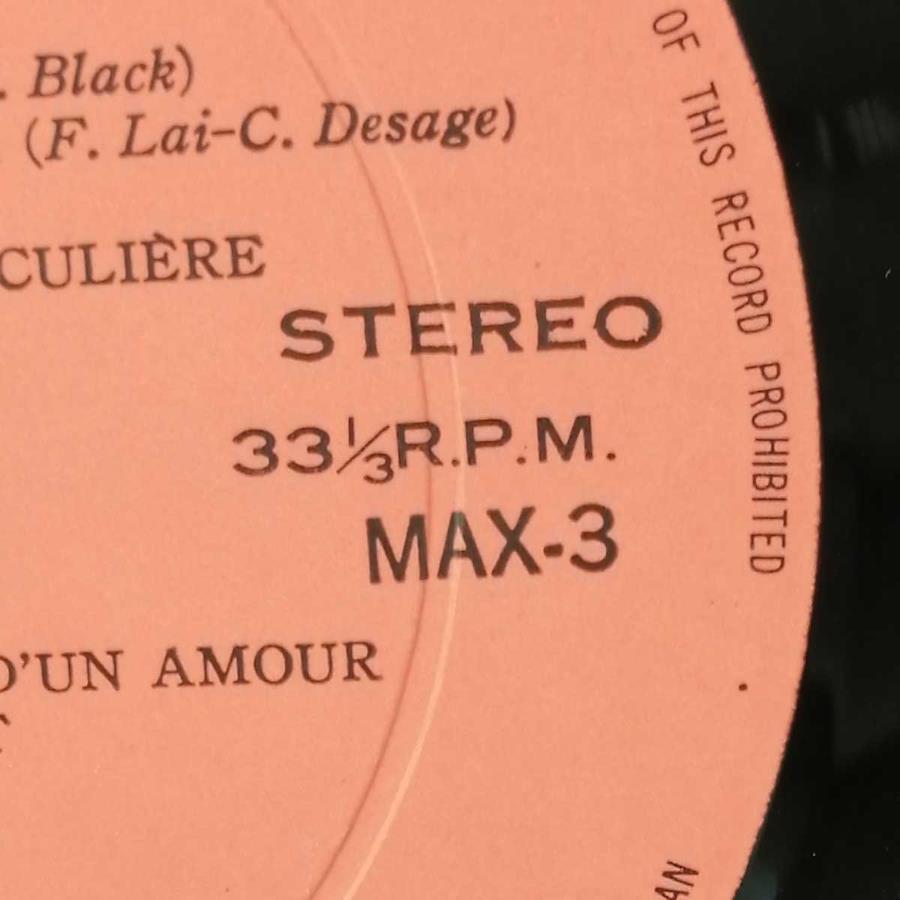 . Black)
(F. Lai-C. Desage)
CULIÈRE
STEREO
33⅓R.P.M.
MAX-3
D'UN AMOUR
OF THIS RECORD PROHIBITED